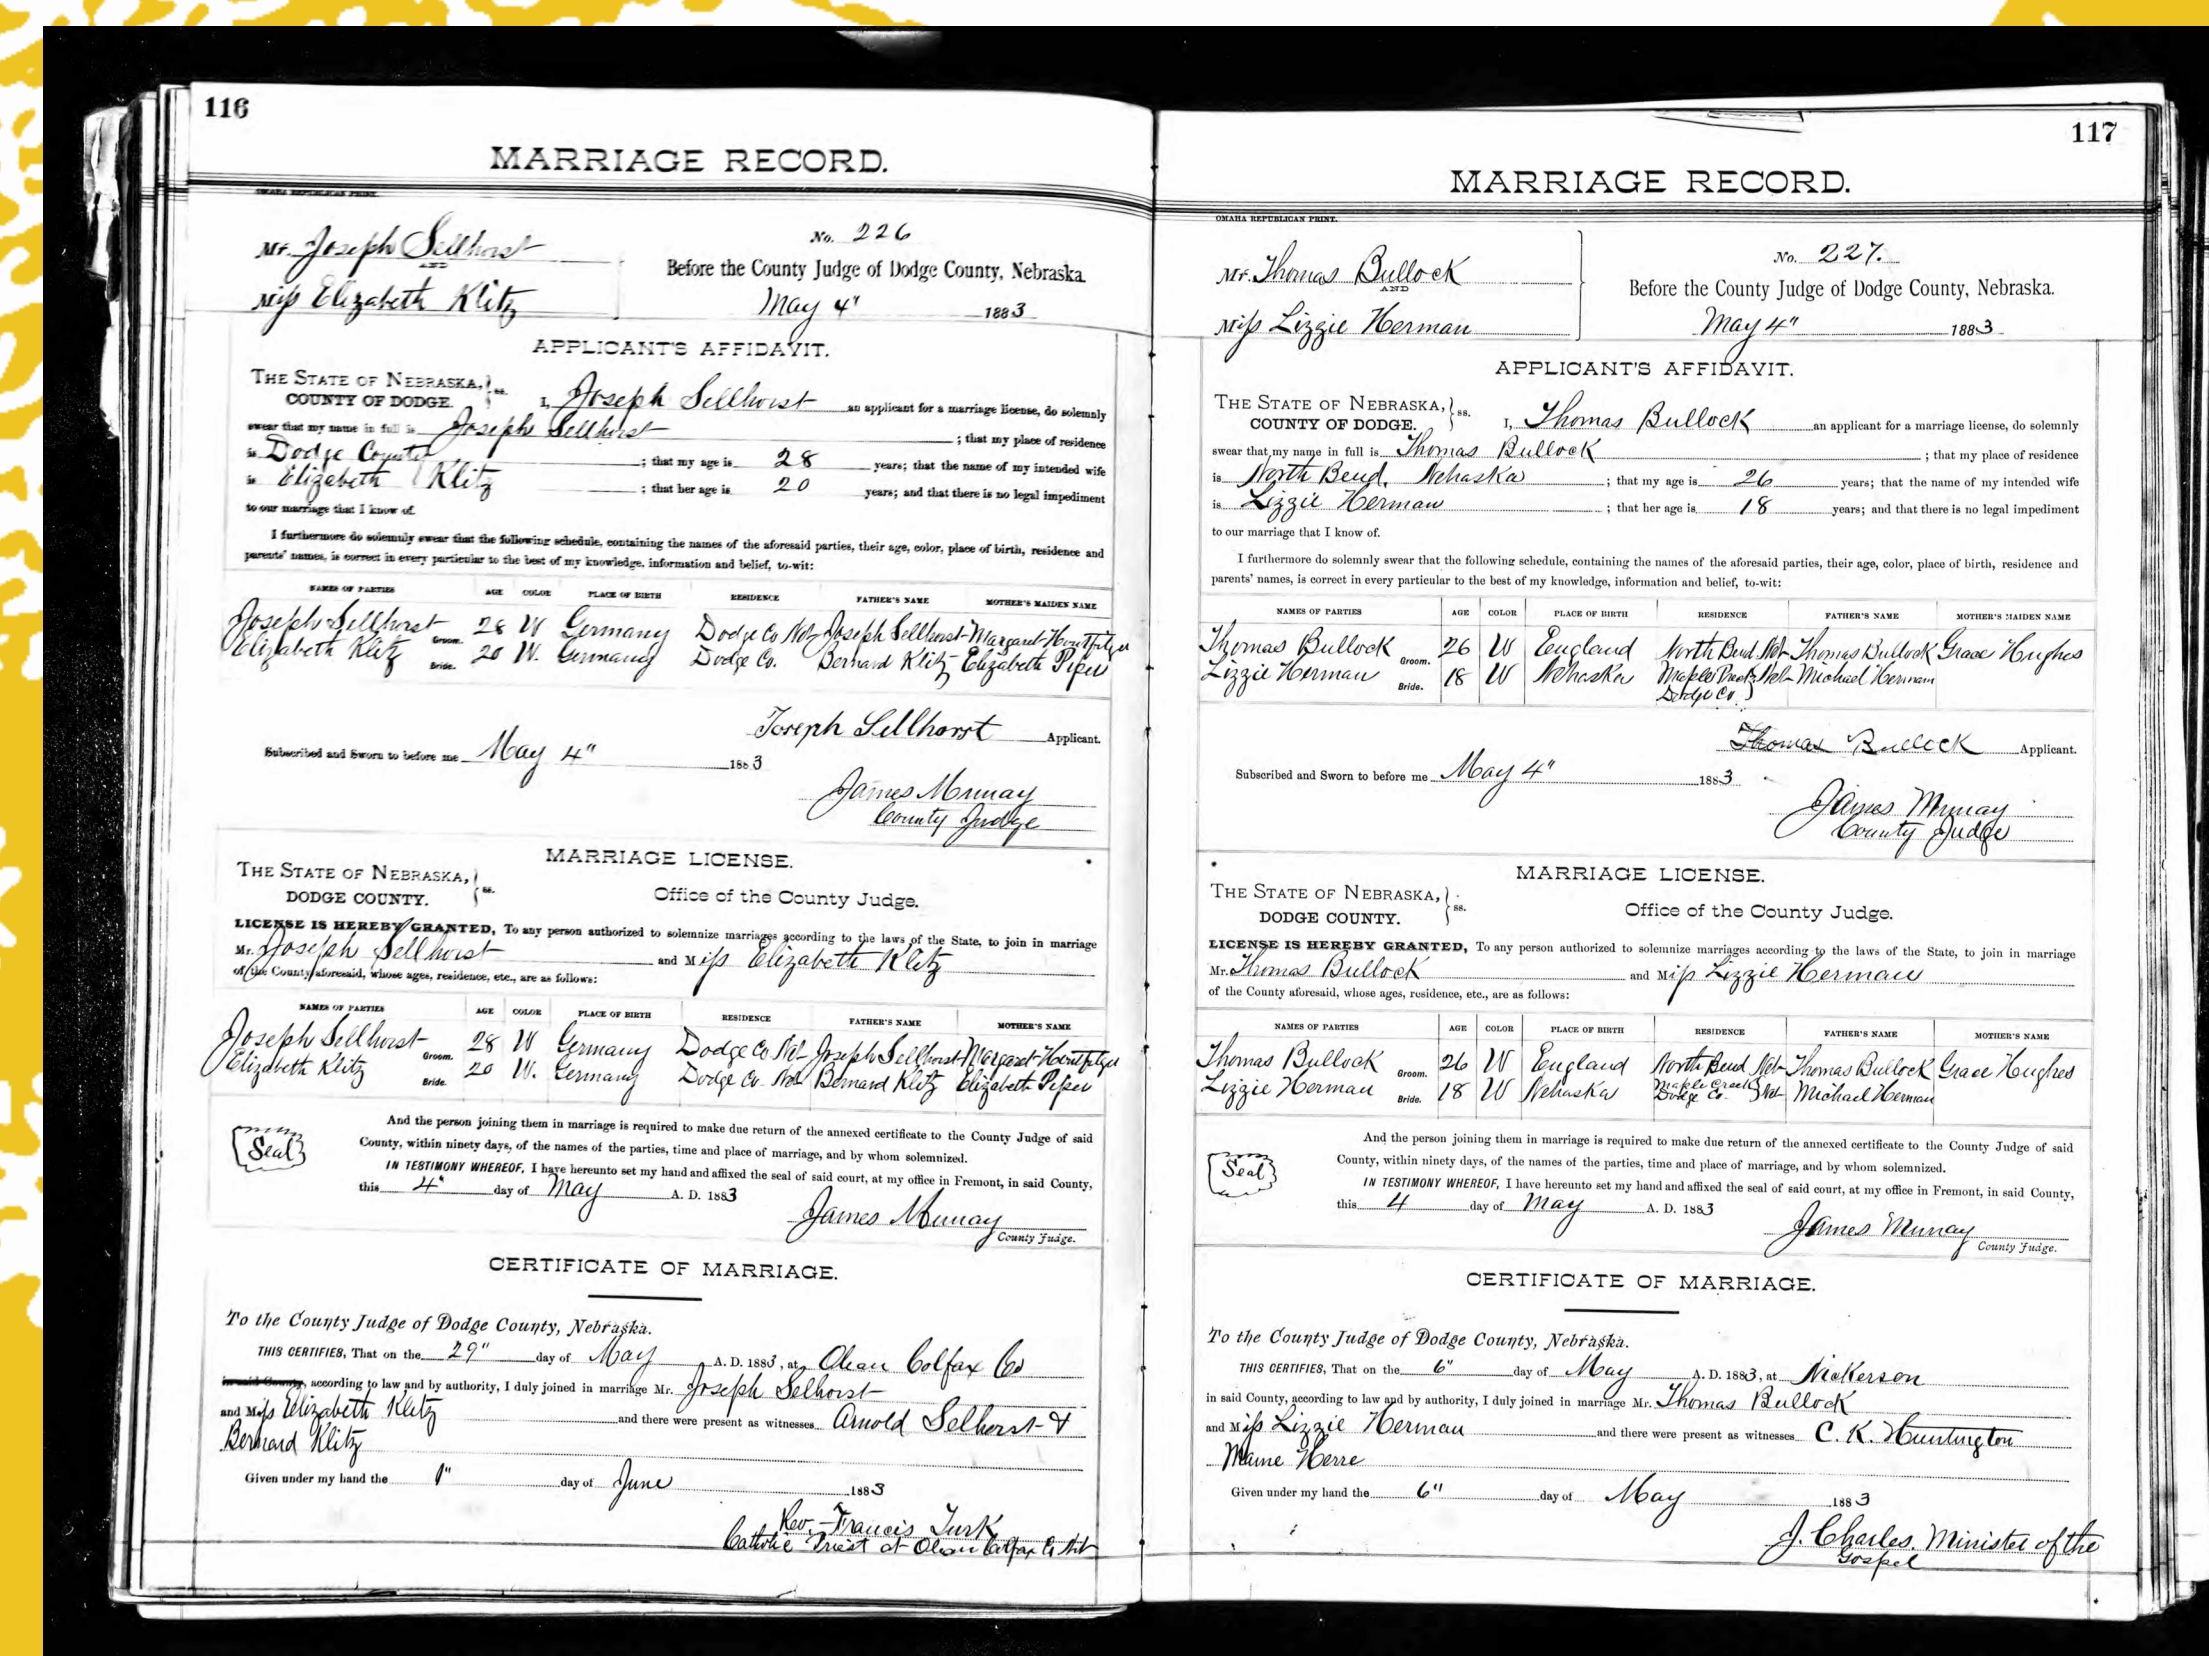 116
MARRIAGE RECORD.
OMAHA REPUBLICAN PRINT.
Mr. Joseph Sellhorst
AND
Miss Elizabeth Klitz
No. 226
Before the County Judge of Dodge County, Nebraska.
May 4" 1883
APPLICANT'S AFFIDAVIT.
THE STATE OF NEBRASKA, } ss.
COUNTY OF DODGE.
I, Joseph Sellhorst an applicant for a marriage license, do solemnly
swear that my name in full is Joseph Sellhorst ; that my place of residence
is Dodge County ; that my age is 28 years; that the name of my intended wife
is Elizabeth Klitz ; that her age is 20 years; and that there is no legal impediment
to our marriage that I know of.
I furthermore do solemnly swear that the following schedule, containing the names of the aforesaid parties, their age, color, place of birth, residence and
parents' names, is correct in every particular to the best of my knowledge, information and belief, to-wit:
NAMES OF PARTIES AGE COLOR PLACE OF BIRTH RESIDENCE FATHER'S NAME MOTHER'S MAIDEN NAME
Joseph Sellhorst Groom. 28 W Germany Dodge Co Neb Joseph Sellhorst Margaret
Elizabeth Klitz Bride. 20 W. Germany Dodge Co. Bernard Klitz Elizabeth Piper
Joseph Sellhorst Applicant.
Subscribed and Sworn to before me May 4" 1883
James Murray
County Judge
MARRIAGE LICENSE.
THE STATE OF NEBRASKA, } ss.
DODGE COUNTY.
Office of the County Judge.
LICENSE IS HEREBY GRANTED, To any person authorized to solemnize marriages according to the laws of the State, to join in marriage
Mr. Joseph Sellhorst and Miss Elizabeth Klitz
of the County aforesaid, whose ages, residence, etc., are as follows:
NAMES OF PARTIES AGE COLOR PLACE OF BIRTH RESIDENCE FATHER'S NAME MOTHER'S NAME
Joseph Sellhorst Groom. 28 W Germany Dodge Co Neb Joseph Sellhorst Margaret
Elizabeth Klitz Bride. 20 W. Germany Dodge Co Neb Bernard Klitz Elizabeth Piper
Seal
And the person joining them in marriage is required to make due return of the annexed certificate to the County Judge of said
County, within ninety days, of the names of the parties, time and place of marriage, and by whom solemnized.
IN TESTIMONY WHEREOF, I have hereunto set my hand and affixed the seal of said court, at my office in Fremont, in said County,
this 4" day of May A. D. 1883
James Murray
County Judge.
CERTIFICATE OF MARRIAGE.
To the County Judge of Dodge County, Nebraska.
THIS CERTIFIES, That on the 29" day of May A. D. 1883, at Olean Colfax Co
in said County, according to law and by authority, I duly joined in marriage Mr. Joseph Selhorst
and Miss Elizabeth Klitz and there were present as witnesses Arnold Selhorst &
Bernard Klitz
Given under my hand the 1" day of June 1883
Rev. Francis Turk
Catholic Priest at Olean Colfax Co Neb
117
MARRIAGE RECORD.
OMAHA REPUBLICAN PRINT.
Mr. Thomas Bullock
AND
Miss Lizzie Herman
No. 227.
Before the County Judge of Dodge County, Nebraska.
May 4" 1883
APPLICANT'S AFFIDAVIT.
THE STATE OF NEBRASKA, } ss.
COUNTY OF DODGE.
I, Thomas Bullock an applicant for a marriage license, do solemnly
swear that my name in full is Thomas Bullock ; that my place of residence
is North Bend, Nebraska ; that my age is 26 years; that the name of my intended wife
is Lizzie Herman ; that her age is 18 years; and that there is no legal impediment
to our marriage that I know of.
I furthermore do solemnly swear that the following schedule, containing the names of the aforesaid parties, their age, color, place of birth, residence and
parents' names, is correct in every particular to the best of my knowledge, information and belief, to-wit:
NAMES OF PARTIES AGE COLOR PLACE OF BIRTH RESIDENCE FATHER'S NAME MOTHER'S MAIDEN NAME
Thomas Bullock Groom. 26 W England North Bend Neb Thomas Bullock Grace Hughes
Lizzie Herman Bride. 18 W Nebraska Maple Neb Michael Herman
Dodge Co.
Thomas Bullock Applicant.
Subscribed and Sworn to before me May 4" 1883
James Murray
County Judge
MARRIAGE LICENSE.
THE STATE OF NEBRASKA, } ss.
DODGE COUNTY.
Office of the County Judge.
LICENSE IS HEREBY GRANTED, To any person authorized to solemnize marriages according to the laws of the State, to join in marriage
Mr. Thomas Bullock and Miss Lizzie Herman
of the County aforesaid, whose ages, residence, etc., are as follows:
NAMES OF PARTIES AGE COLOR PLACE OF BIRTH RESIDENCE FATHER'S NAME MOTHER'S NAME
Thomas Bullock Groom. 26 W England North Bend Neb Thomas Bullock Grace Hughes
Lizzie Herman Bride. 18 W Nebraska Maple Creek Dodge Co. Neb Michael Herman
Seal
And the person joining them in marriage is required to make due return of the annexed certificate to the County Judge of said
County, within ninety days, of the names of the parties, time and place of marriage, and by whom solemnized.
IN TESTIMONY WHEREOF, I have hereunto set my hand and affixed the seal of said court, at my office in Fremont, in said County,
this 4 day of May A. D. 1883
James Murray
County Judge.
CERTIFICATE OF MARRIAGE.
To the County Judge of Dodge County, Nebraska.
THIS CERTIFIES, That on the 6" day of May A. D. 1883, at Nickerson
in said County, according to law and by authority, I duly joined in marriage Mr. Thomas Bullock
and Miss Lizzie Herman and there were present as witnesses C. K. Huntington
Mame Herre
Given under my hand the 6" day of May 1883
J. Charles. Minister of the
Gospel